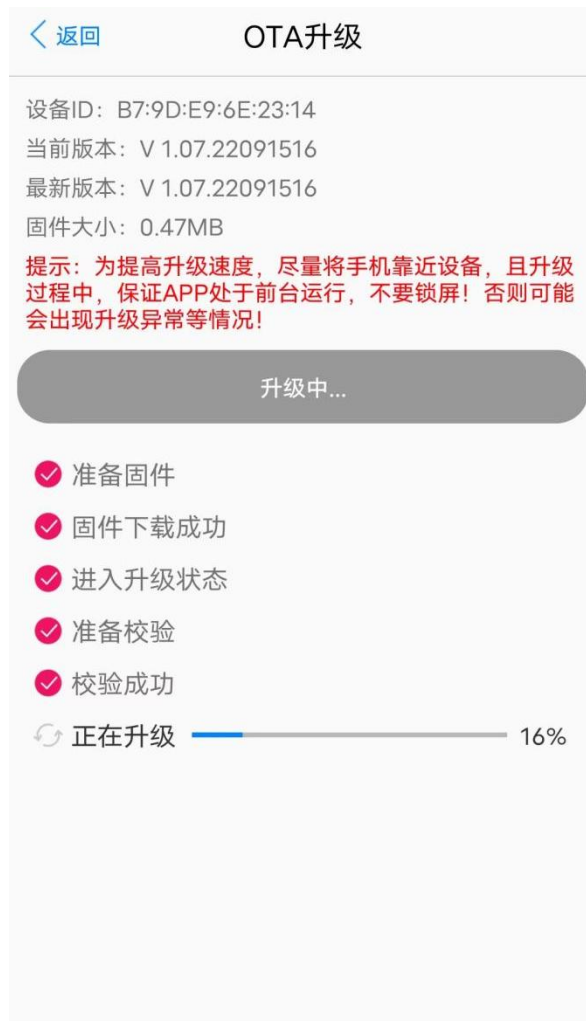 返回
OTA升级
设备ID：B7:9D:E9:6E:23:14
当前版本：V 1.07.22091516
最新版本：V 1.07.22091516
固件大小：0.47MB
提示：为提高升级速度，尽量将手机靠近设备，且升级
过程中，保证APP处于前台运行，不要锁屏！否则可能
会出现升级异常等情况！
升级中...
准备固件
固件下载成功
进入升级状态
准备校验
校验成功
正在升级 16%